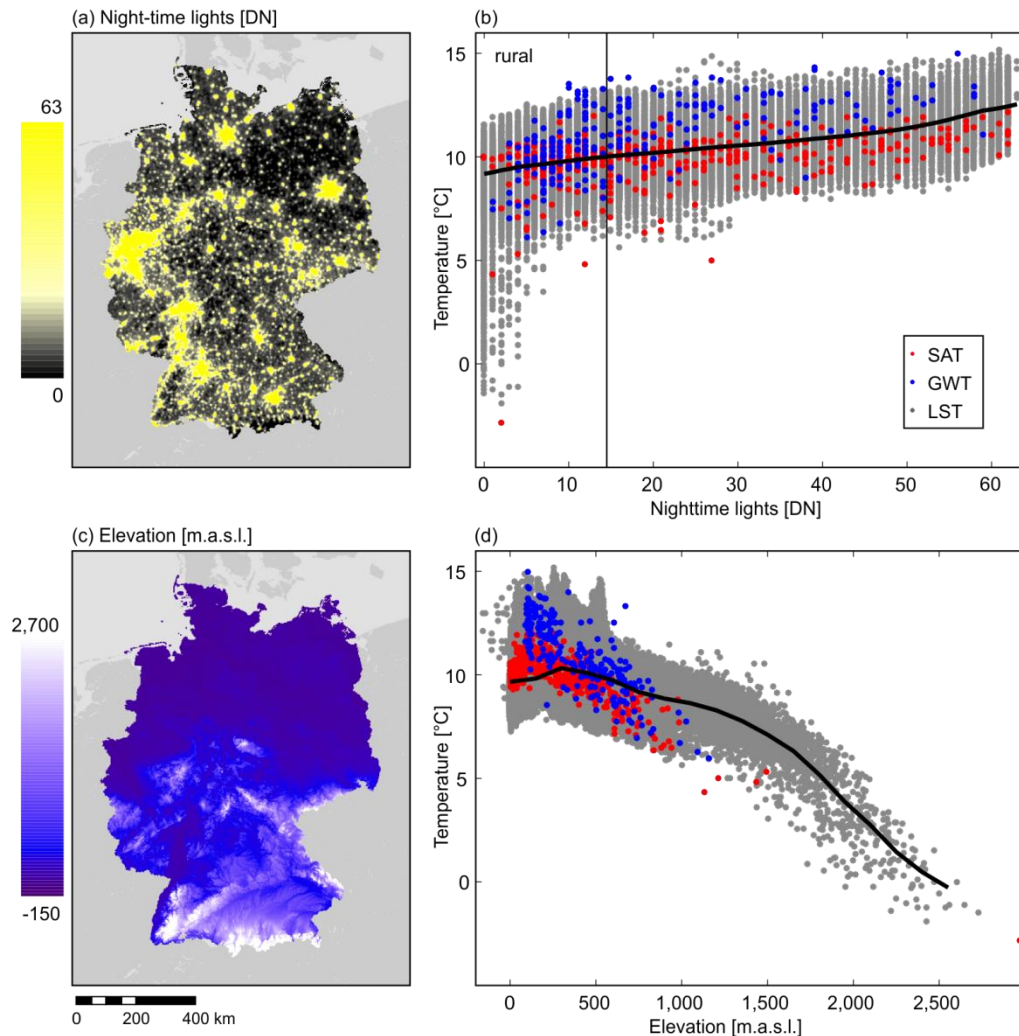 (a) Night-time lights [DN]
63
0
(b)
rural
15
10
5
0
Temperature [°C]
SAT
GWT
LST
0 10 20 30 40 50 60
Nighttime lights [DN]
(c) Elevation [m.a.s.l.]
2,700
-150
0 200 400 km
(d)
15
10
5
0
Temperature [°C]
0 500 1,000 1,500 2,000 2,500
Elevation [m.a.s.l.]